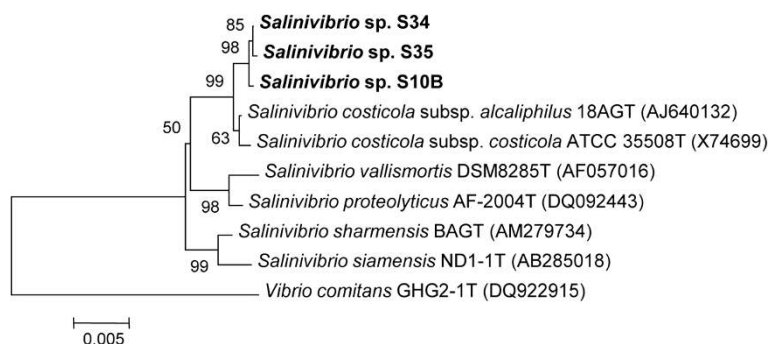 85
Salinivibrio sp. S34
98
Salinivibrio sp. S35
99
Salinivibrio sp. S10B
Salinivibrio costicola subsp. alcaliphilus 18AGT (AJ640132)
50
63
Salinivibrio costicola subsp. costicola ATCC 35508T (X74699)
Salinivibrio vallismortis DSM8285T (AF057016)
98
Salinivibrio proteolyticus AF-2004T (DQ092443)
Salinivibrio sharmensis BAGT (AM279734)
99
Salinivibrio siamensis ND1-1T (AB285018)
Vibrio comitans GHG2-1T (DQ922915)
0.005